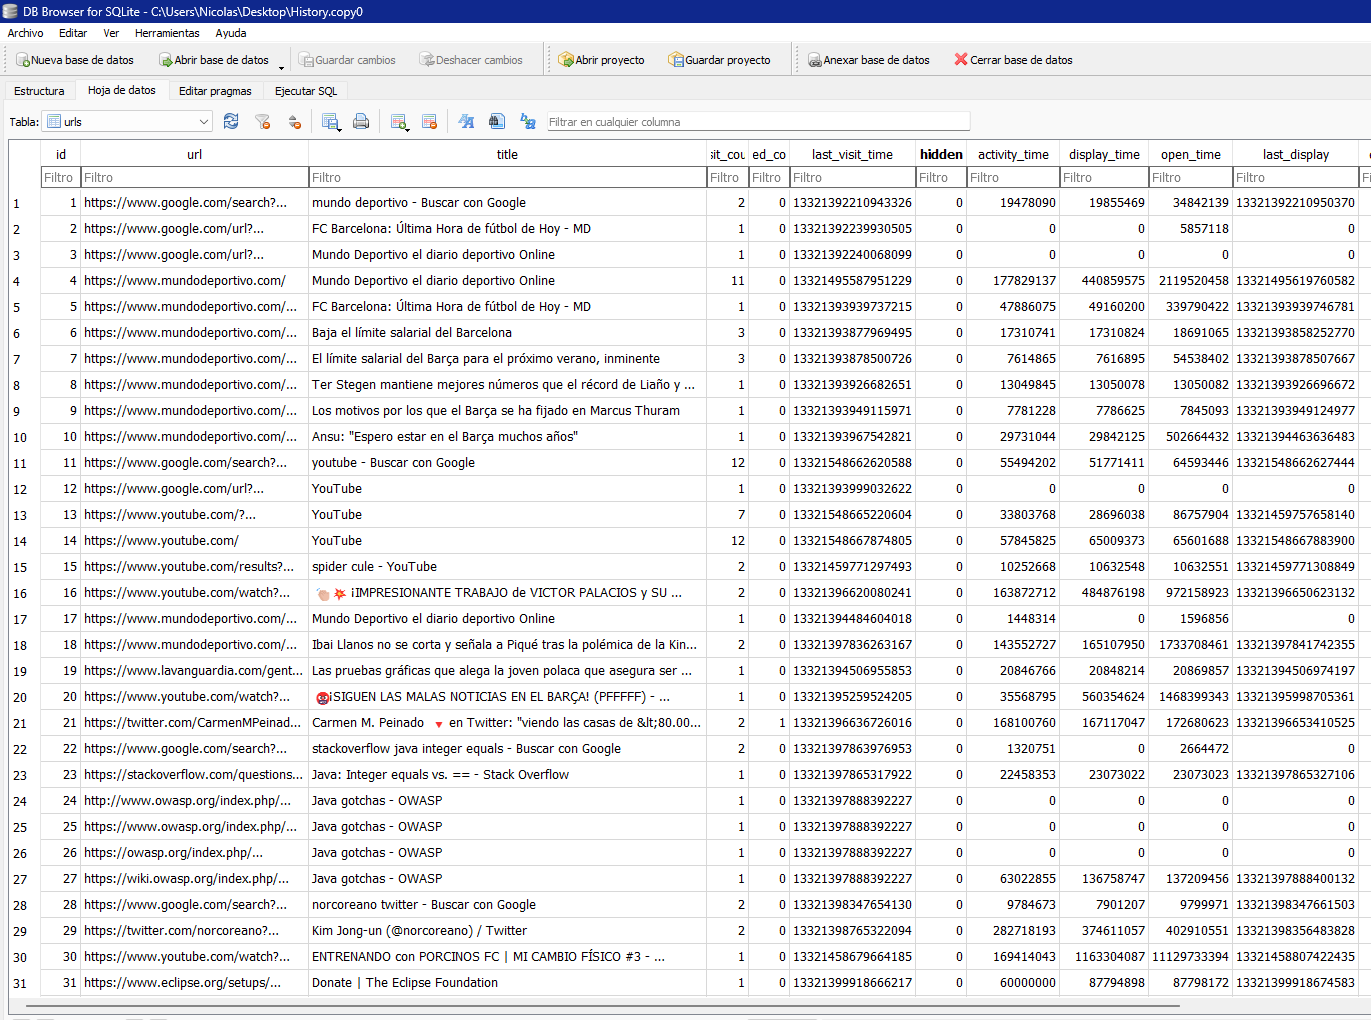 DB Browser for SQLite - C:\Users\Nicolas\Desktop\History.copy0
Archivo Editar Ver Herramientas Ayuda
Nueva base de datos Abrir base de datos Guardar cambios Deshacer cambios Abrir proyecto Guardar proyecto Anexar base de datos Cerrar base de datos
Estructura Hoja de datos Editar pragmas Ejecutar SQL
Tabla: urls Filtrar en cualquier columna
id url title sit_cou ed_co last_visit_time hidden activity_time display_time open_time last_display
Filtro Filtro Filtro Filtro Filtro Filtro Filtro Filtro Filtro Filtro Filtro
1 1 https://www.google.com/search?... mundo deportivo - Buscar con Google 2 0 13321392210943326 0 19478090 19855469 34842139 13321392210950370
2 2 https://www.google.com/url?... FC Barcelona: Última Hora de fútbol de Hoy - MD 1 0 13321392239930505 0 0 0 5857118 0
3 3 https://www.google.com/url?... Mundo Deportivo el diario deportivo Online 1 0 13321392240068099 0 0 0 0 0
4 4 https://www.mundodeportivo.com/ Mundo Deportivo el diario deportivo Online 11 0 13321495587951229 0 177829137 440859575 2119520458 13321495619760582
5 5 https://www.mundodeportivo.com/... FC Barcelona: Última Hora de fútbol de Hoy - MD 1 0 13321393939737215 0 47886075 49160200 339790422 13321393939746781
6 6 https://www.mundodeportivo.com/... Baja el límite salarial del Barcelona 3 0 13321393877969495 0 17310741 17310824 18691065 13321393858252770
7 7 https://www.mundodeportivo.com/... El límite salarial del Barça para el próximo verano, inminente 3 0 13321393878500726 0 7614865 7616895 54538402 13321393878507667
8 8 https://www.mundodeportivo.com/... Ter Stegen mantiene mejores números que el récord de Liaño y ... 1 0 13321393926682651 0 13049845 13050078 13050082 13321393926696672
9 9 https://www.mundodeportivo.com/... Los motivos por los que el Barça se ha fijado en Marcus Thuram 1 0 13321393949115971 0 7781228 7786625 7845093 13321393949124977
10 10 https://www.mundodeportivo.com/... Ansu: "Espero estar en el Barça muchos años" 1 0 13321393967542821 0 29731044 29842125 502664432 13321394463636483
11 11 https://www.google.com/search?... youtube - Buscar con Google 12 0 13321548662620588 0 55494202 51771411 64593446 13321548662627444
12 12 https://www.google.com/url?... YouTube 1 0 13321393999032622 0 0 0 0 0
13 13 https://www.youtube.com/?... YouTube 7 0 13321548665220604 0 33803768 28696038 86757904 13321459757658140
14 14 https://www.youtube.com/ YouTube 12 0 13321548667874805 0 57845825 65009373 65601688 13321548667883900
15 15 https://www.youtube.com/results?... spider cule - YouTube 2 0 13321459771297493 0 10252668 10632548 10632551 13321459771308849
16 16 https://www.youtube.com/watch?... 👏🏼💥 ¡IMPRESIONANTE TRABAJO de VICTOR PALACIOS y SU ... 2 0 13321396620080241 0 163872712 484876198 972158923 13321396650623132
17 17 https://www.mundodeportivo.com/... Mundo Deportivo el diario deportivo Online 1 0 13321394484604018 0 1448314 0 1596856 0
18 18 https://www.mundodeportivo.com/... Ibai Llanos no se corta y señala a Piqué tras la polémica de la Kin... 2 0 13321397836263167 0 143552727 165107950 1733708461 13321397841742355
19 19 https://www.lavanguardia.com/gent... Las pruebas gráficas que alega la joven polaca que asegura ser ... 1 0 13321394506955853 0 20846766 20848214 20869857 13321394506974197
20 20 https://www.youtube.com/watch?... 🤬¡SIGUEN LAS MALAS NOTICIAS EN EL BARÇA! (PFFFFFF) - ... 1 0 13321395259524205 0 35568795 560354624 1468399343 13321395998705361
21 21 https://twitter.com/CarmenMPeinad... Carmen M. Peinado 🔻 en Twitter: "viendo las casas de &lt;80.00... 2 1 13321396636726016 0 168100760 167117047 172680623 13321396653410525
22 22 https://www.google.com/search?... stackoverflow java integer equals - Buscar con Google 2 0 13321397863976953 0 1320751 0 2664472 0
23 23 https://stackoverflow.com/questions... Java: Integer equals vs. == - Stack Overflow 1 0 13321397865317922 0 22458353 23073022 23073023 13321397865327106
24 24 http://www.owasp.org/index.php/... Java gotchas - OWASP 1 0 13321397888392227 0 0 0 0 0
25 25 https://www.owasp.org/index.php/... Java gotchas - OWASP 1 0 13321397888392227 0 0 0 0 0
26 26 https://owasp.org/index.php/... Java gotchas - OWASP 1 0 13321397888392227 0 0 0 0 0
27 27 https://wiki.owasp.org/index.php/... Java gotchas - OWASP 1 0 13321397888392227 0 63022855 136758747 137209456 13321397888400132
28 28 https://www.google.com/search?... norcoreano twitter - Buscar con Google 2 0 13321398347654130 0 9784673 7901207 9799971 13321398347661503
29 29 https://twitter.com/norcoreano?... Kim Jong-un (@norcoreano) / Twitter 2 0 13321398765322094 0 282718193 374611057 402910551 13321398356483828
30 30 https://www.youtube.com/watch?... ENTRENANDO con PORCINOS FC | MI CAMBIO FÍSICO #3 - ... 1 0 13321458679664185 0 169414043 1163304087 11129733394 13321458807422435
31 31 https://www.eclipse.org/setups/... Donate | The Eclipse Foundation 1 0 13321399918666217 0 60000000 87794898 87798172 13321399918674583